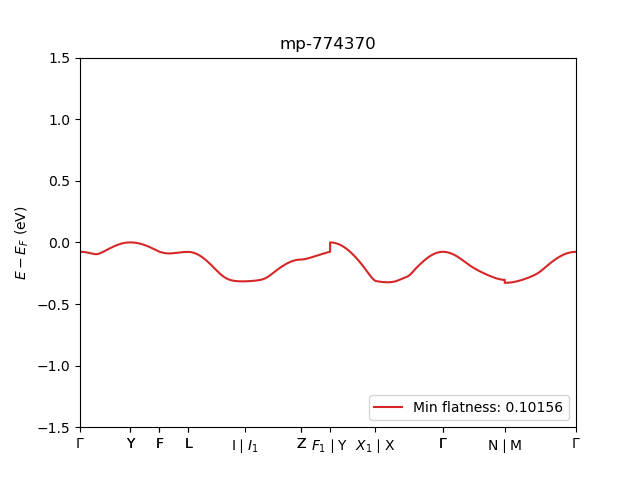 mp-774370
E − E_F (eV)
1.5
1.0
0.5
0.0
−0.5
−1.0
−1.5
Min flatness: 0.10156
Γ Y F L I | I₁ Z F₁ | Y X₁ | X Γ N | M Γ